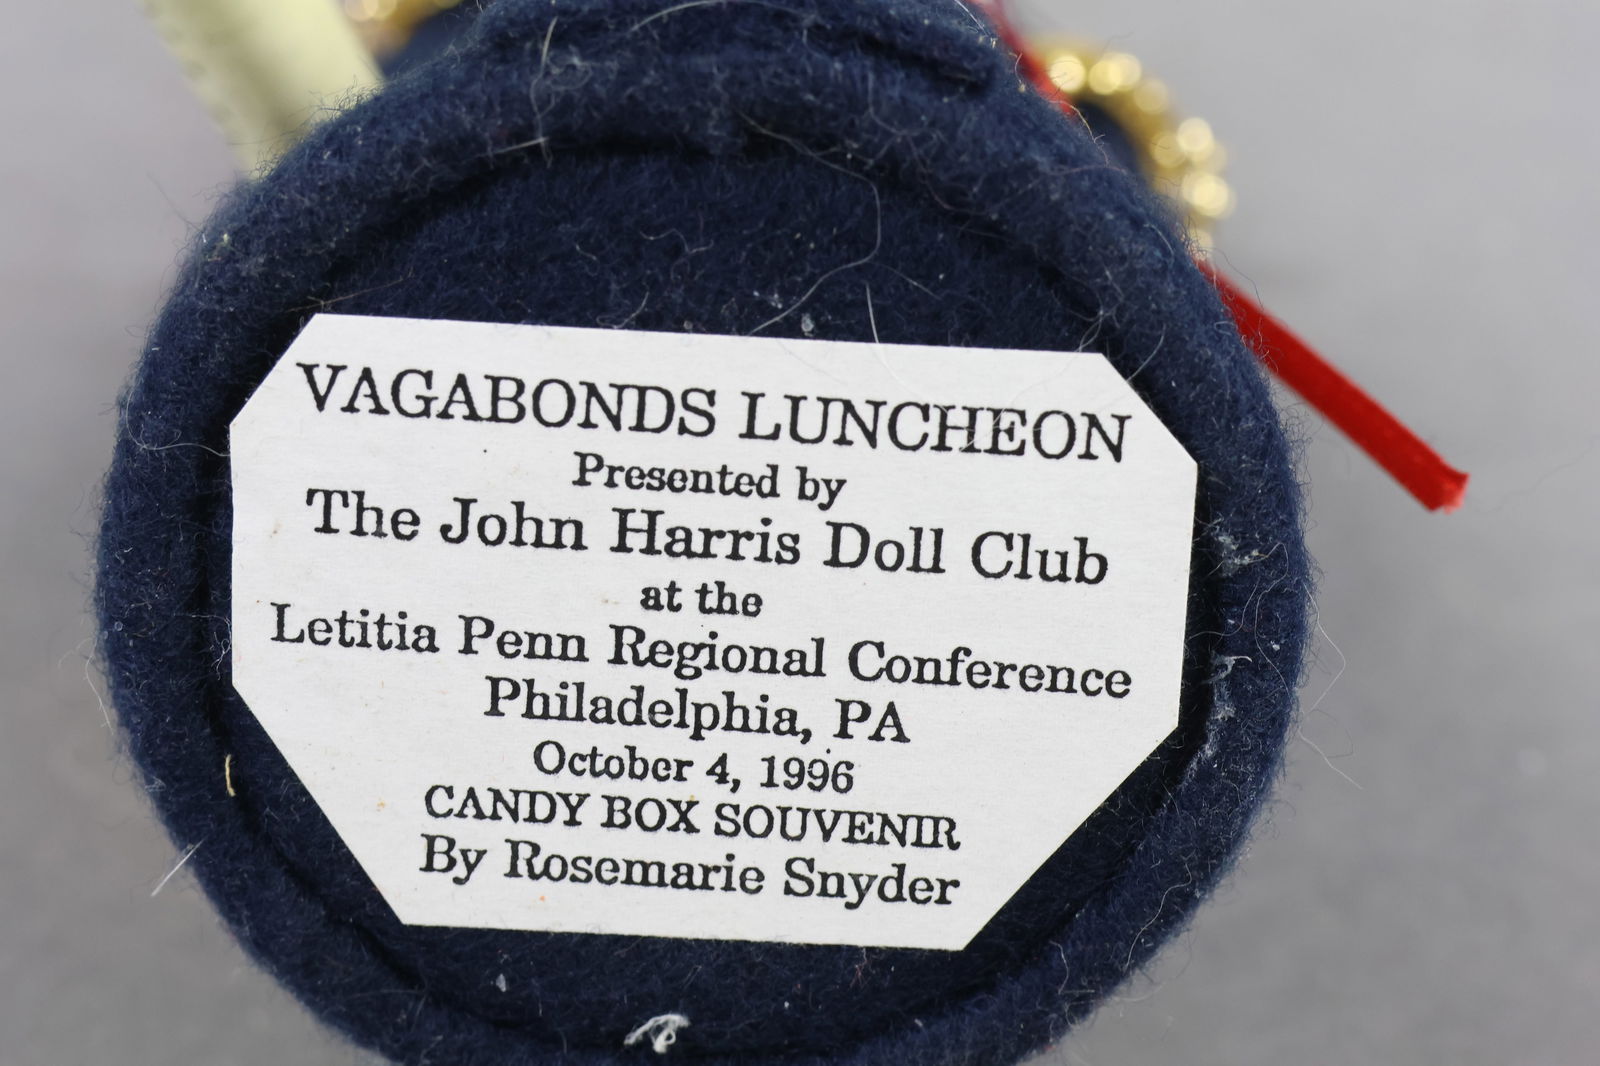 VAGABONDS LUNCHEON
Presented by
The John Harris Doll Club
at the
Letitia Penn Regional Conference
Philadelphia, PA
October 4, 1996
CANDY BOX SOUVENIR
By Rosemarie Snyder